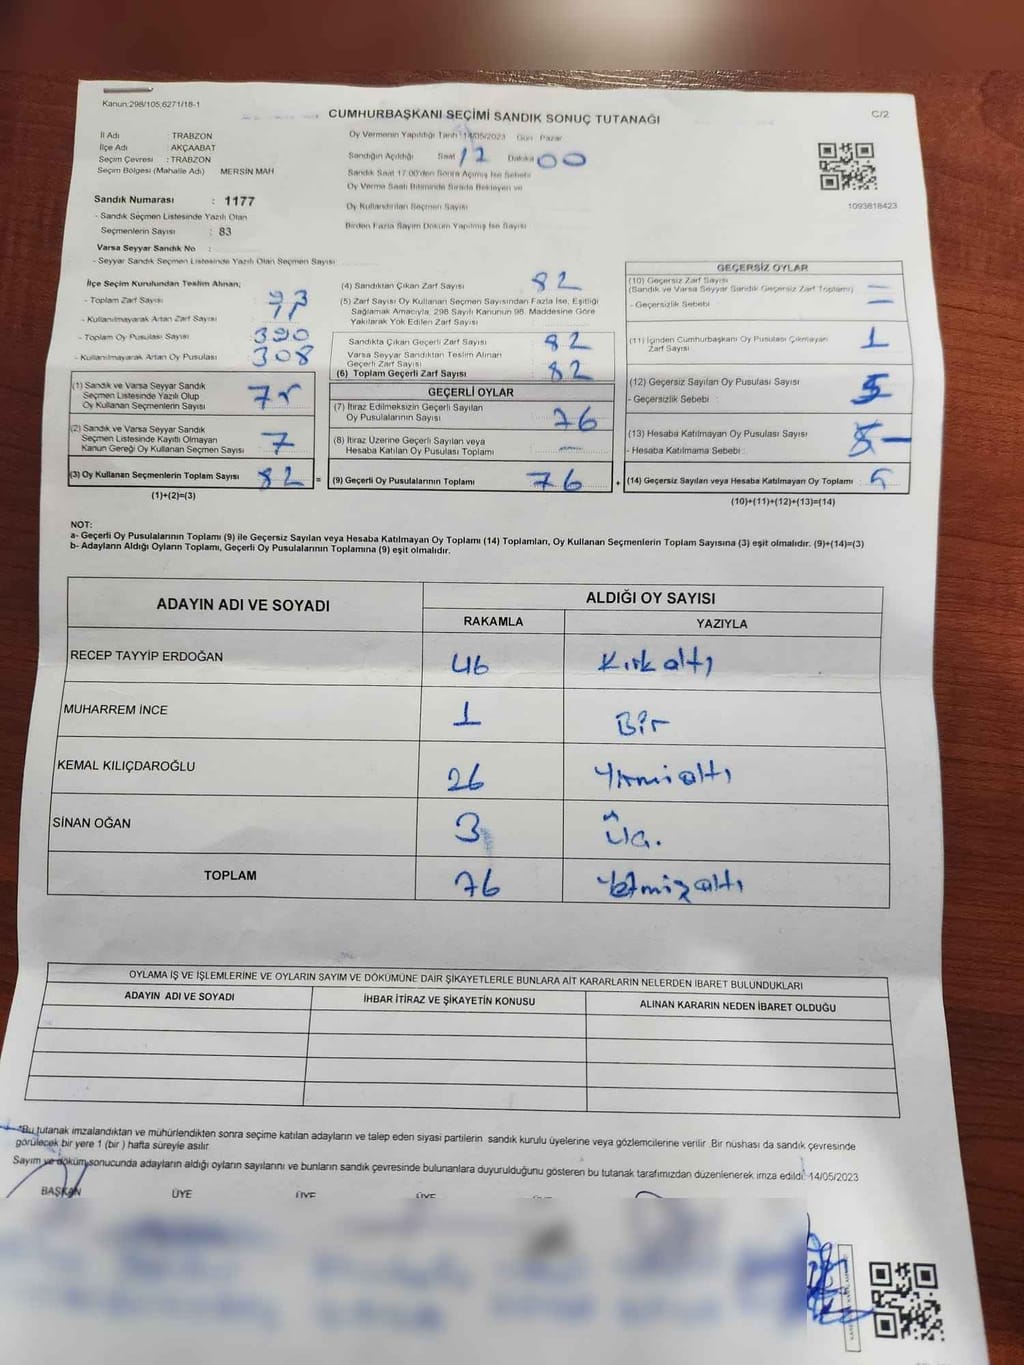 Kanun:298/105,6271/18-1
CUMHURBAŞKANI SEÇİMİ SANDIK SONUÇ TUTANAĞI
C/2
İl Adı TRABZON
İlçe Adı AKÇAABAT
Seçim Çevresi : TRABZON
Seçim Bölgesi (Mahalle Adı) MERSİN MAH
Oy Vermenin Yapıldığı Tarih 14/05/2023 Gün Pazar
Sandığın Açıldığı Saat 12 Dakika 00
Sandık Saat 17.00'den Sonra Açılmış İse Sebebi
Oy Verme Saati Bitiminde Sırada Bekleyen ve
Oy Kullandırılan Seçmen Sayısı
Birden Fazla Sayım Döküm Yapılmış İse Sayısı
1093618423
Sandık Numarası : 1177
- Sandık Seçmen Listesinde Yazılı Olan
Seçmenlerin Sayısı : 83
Varsa Seyyar Sandık No :
- Seyyar Sandık Seçmen Listesinde Yazılı Olan Seçmen Sayısı:
İlçe Seçim Kurulundan Teslim Alınan;
- Toplam Zarf Sayısı 93
- Kullanılmayarak Artan Zarf Sayısı 11
- Toplam Oy Pusulası Sayısı 390
- Kullanılmayarak Artan Oy Pusulası 308
(1) Sandık ve Varsa Seyyar Sandık
Seçmen Listesinde Yazılı Olup
Oy Kullanan Seçmenlerin Sayısı 75
(2) Sandık ve Varsa Seyyar Sandık
Seçmen Listesinde Kayıtlı Olmayan
Kanun Gereği Oy Kullanan Seçmen Sayısı 7
(3) Oy Kullanan Seçmenlerin Toplam Sayısı 82 =
(1)+(2)=(3)
(4) Sandıktan Çıkan Zarf Sayısı 82
(5) Zarf Sayısı Oy Kullanan Seçmen Sayısından Fazla İse, Eşitliği
Sağlamak Amacıyla, 298 Sayılı Kanunun 98. Maddesine Göre
Yakılarak Yok Edilen Zarf Sayısı
Sandıkta Çıkan Geçerli Zarf Sayısı 82
Varsa Seyyar Sandıktan Teslim Alınan
Geçerli Zarf Sayısı
(6) Toplam Geçerli Zarf Sayısı 82
GEÇERLİ OYLAR
(7) İtiraz Edilmeksizin Geçerli Sayılan
Oy Pusulalarının Sayısı 76
(8) İtiraz Üzerine Geçerli Sayılan veya
Hesaba Katılan Oy Pusulası Toplamı —
(9) Geçerli Oy Pusulalarının Toplamı 76 +
GEÇERSİZ OYLAR
(10) Geçersiz Zarf Sayısı
(Sandık ve Varsa Seyyar Sandık Geçersiz Zarf Toplamı)
- Geçersizlik Sebebi :
(11) İçinden Cumhurbaşkanı Oy Pusulası Çıkmayan
Zarf Sayısı 1
(12) Geçersiz Sayılan Oy Pusulası Sayısı 5
- Geçersizlik Sebebi :
(13) Hesaba Katılmayan Oy Pusulası Sayısı
- Hesaba Katılmama Sebebi :
(14) Geçersiz Sayılan veya Hesaba Katılmayan Oy Toplamı :
(10)+(11)+(12)+(13)=(14)
NOT:
a- Geçerli Oy Pusulalarının Toplamı (9) ile Geçersiz Sayılan veya Hesaba Katılmayan Oy Toplamı (14) Toplamları, Oy Kullanan Seçmenlerin Toplam Sayısına (3) eşit olmalıdır. (9)+(14)=(3)
b- Adayların Aldığı Oyların Toplamı, Geçerli Oy Pusulalarının Toplamına (9) eşit olmalıdır.
ADAYIN ADI VE SOYADI ALDIĞI OY SAYISI
RAKAMLA YAZIYLA
RECEP TAYYİP ERDOĞAN 46 Kırk altı
MUHARREM İNCE 1 Bir
KEMAL KILIÇDAROĞLU 26 Yirmi altı
SİNAN OĞAN 3 Üç.
TOPLAM 76 Yetmiş altı
OYLAMA İŞ VE İŞLEMLERİNE VE OYLARIN SAYIM VE DÖKÜMÜNE DAİR ŞİKAYETLERLE BUNLARA AİT KARARLARIN NELERDEN İBARET BULUNDUKLARI
ADAYIN ADI VE SOYADI İHBAR İTİRAZ VE ŞİKAYETİN KONUSU ALINAN KARARIN NEDEN İBARET OLDUĞU
*Bu tutanak imzalandıktan ve mühürlendikten sonra seçime katılan adayların ve talep eden siyasi partilerin sandık kurulu üyelerine veya gözlemcilerine verilir. Bir nüshası da sandık çevresinde
görülecek bir yere 1 (bir) hafta süreyle asılır.
Sayım ve döküm sonucunda adayların aldığı oyların sayılarını ve bunların sandık çevresinde bulunanlara duyurulduğunu gösteren bu tutanak tarafımızdan düzenlenerek imza edildi. 14/05/2023
BAŞKAN ÜYE ÜYE ÜYE